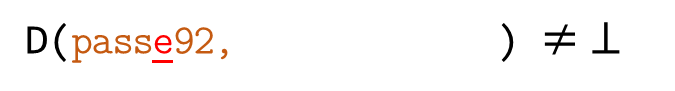 D(passe92, ) ≠ ⊥